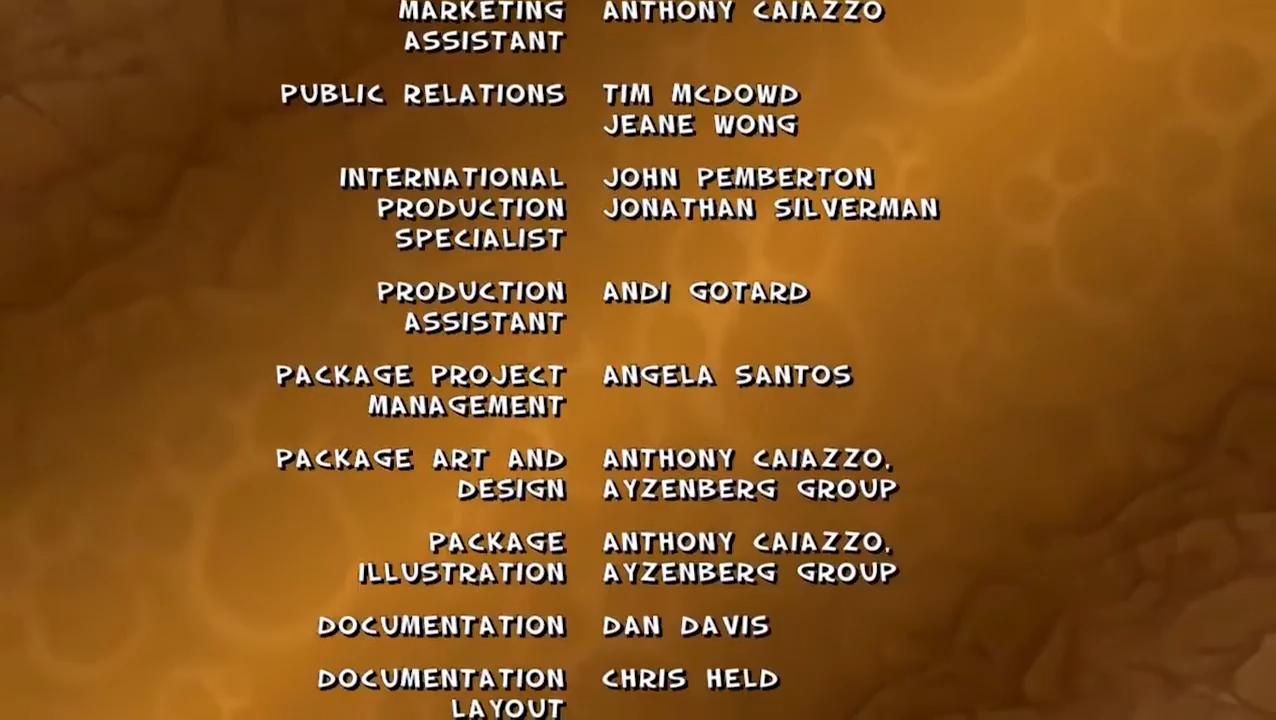 MARKETING ANTHONY CAIAZZO
ASSISTANT
PUBLIC RELATIONS TIM MCDOWD
JEANE WONG
INTERNATIONAL JOHN PEMBERTON
PRODUCTION JONATHAN SILVERMAN
SPECIALIST
PRODUCTION ANDI GOTARD
ASSISTANT
PACKAGE PROJECT ANGELA SANTOS
MANAGEMENT
PACKAGE ART AND ANTHONY CAIAZZO,
DESIGN AYZENBERG GROUP
PACKAGE ANTHONY CAIAZZO,
ILLUSTRATION AYZENBERG GROUP
DOCUMENTATION DAN DAVIS
DOCUMENTATION CHRIS HELD
LAYOUT